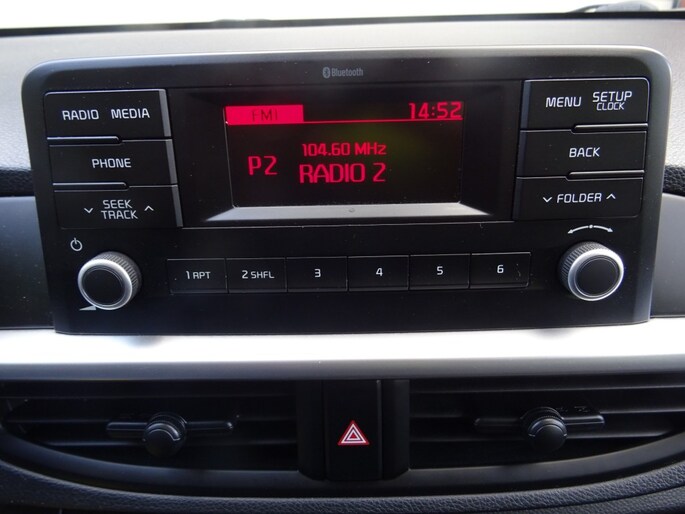 Bluetooth
RADIO MEDIA
PHONE
SEEK
TRACK
FM1 14:52
104.60 MHz
P2 RADIO 2
MENU SETUP
CLOCK
BACK
FOLDER
1 RPT 2 SHFL 3 4 5 6